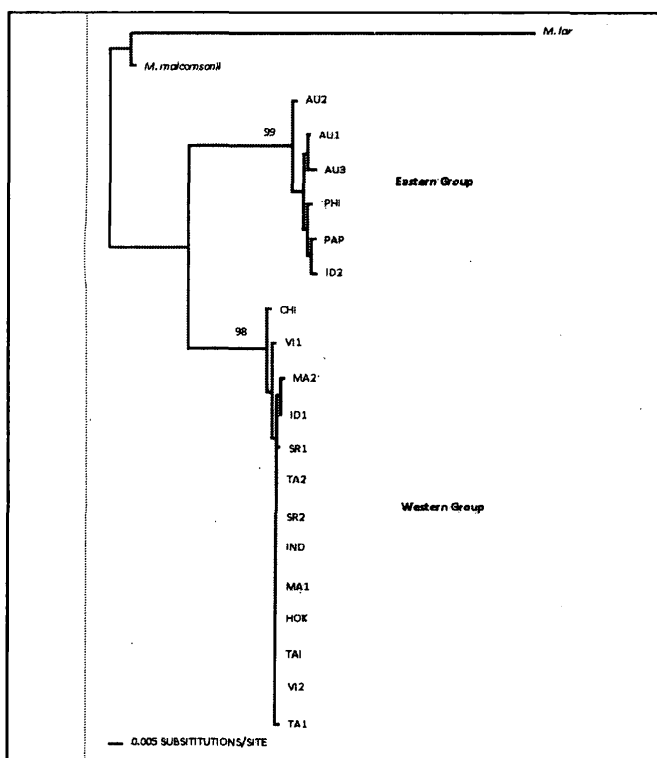 M. lar
M. malcomsonii
AU2
99
AU1
AU3
Eastern Group
PHI
PAP
ID2
CHI
98
VI1
MA2
ID1
SR1
TA2
Western Group
SR2
IND
MA1
HOK
TAI
VI2
TA1
0.005 SUBSITITUTIONS/SITE